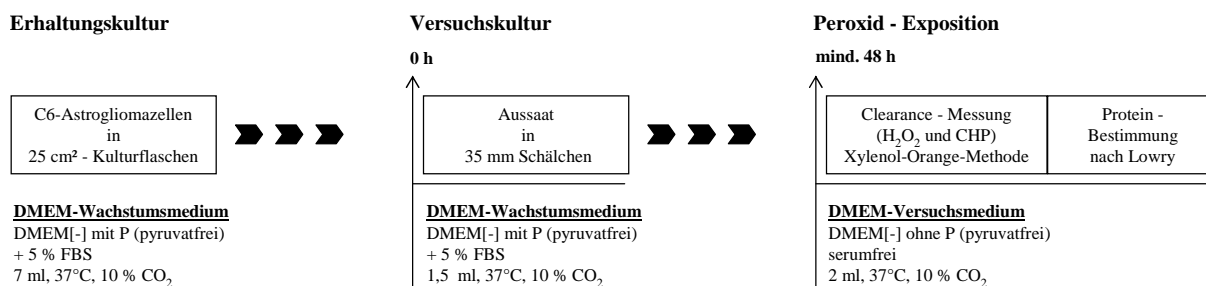 Erhaltungskultur
C6-Astrogliomazellen
in
25 cm² - Kulturflaschen
DMEM-Wachstumsmedium
DMEM[-] mit P (pyruvatfrei)
+ 5 % FBS
7 ml, 37°C, 10 % CO₂
Versuchskultur
0 h
Aussaat
in
35 mm Schälchen
DMEM-Wachstumsmedium
DMEM[-] mit P (pyruvatfrei)
+ 5 % FBS
1,5 ml, 37°C, 10 % CO₂
Peroxid - Exposition
mind. 48 h
Clearance - Messung
(H₂O₂ und CHP)
Xylenol-Orange-Methode
Protein -
Bestimmung
nach Lowry
DMEM-Versuchsmedium
DMEM[-] ohne P (pyruvatfrei)
serumfrei
2 ml, 37°C, 10 % CO₂